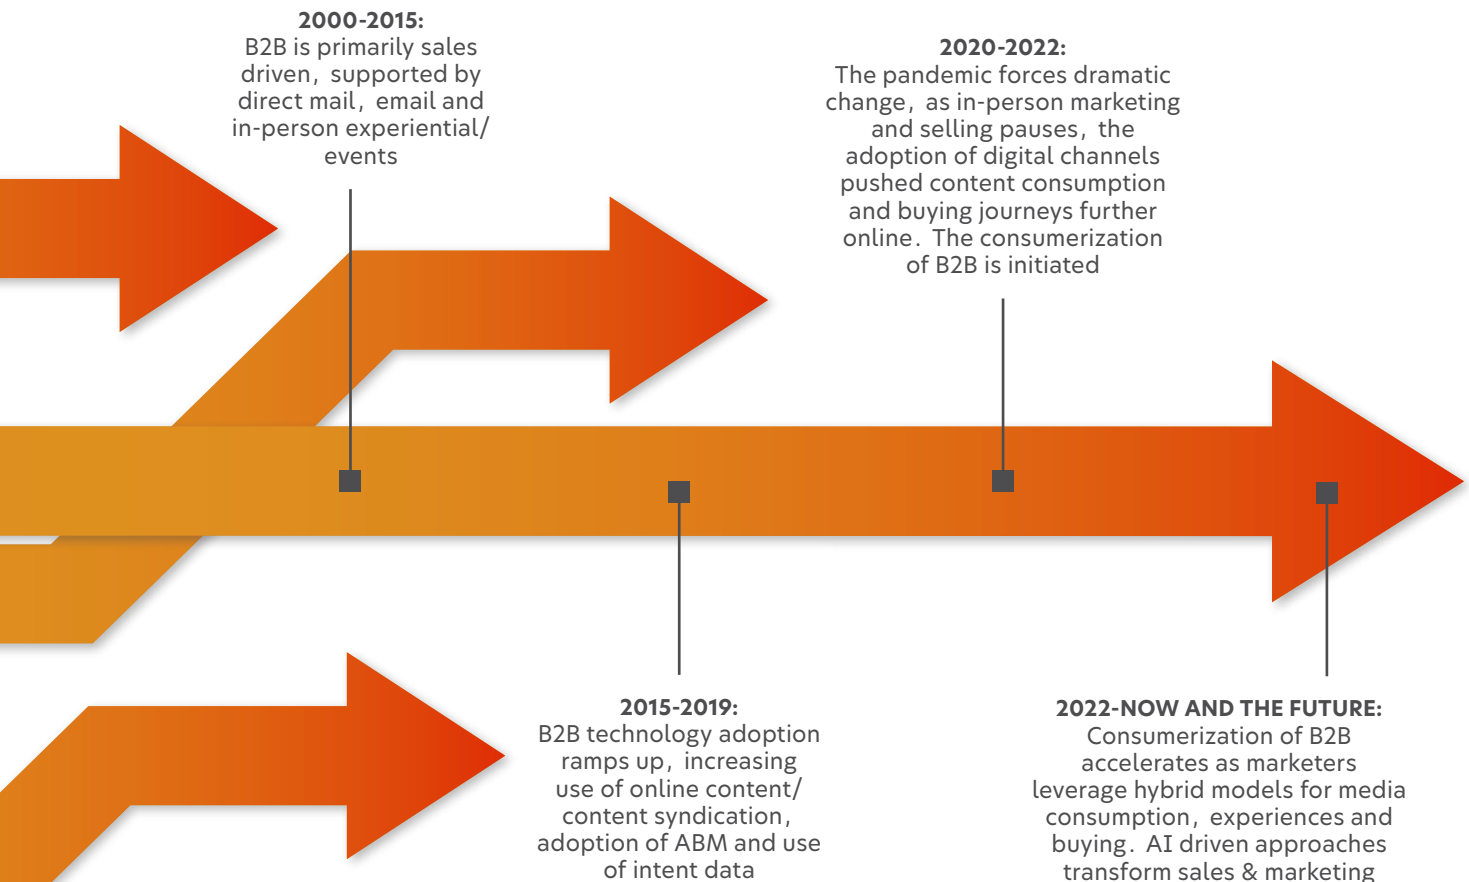 2000-2015:
B2B is primarily sales
driven, supported by
direct mail, email and
in-person experiential/
events
2020-2022:
The pandemic forces dramatic
change, as in-person marketing
and selling pauses, the
adoption of digital channels
pushed content consumption
and buying journeys further
online. The consumerization
of B2B is initiated
2015-2019:
B2B technology adoption
ramps up, increasing
use of online content/
content syndication,
adoption of ABM and use
of intent data
2022-NOW AND THE FUTURE:
Consumerization of B2B
accelerates as marketers
leverage hybrid models for media
consumption, experiences and
buying. AI driven approaches
transform sales & marketing